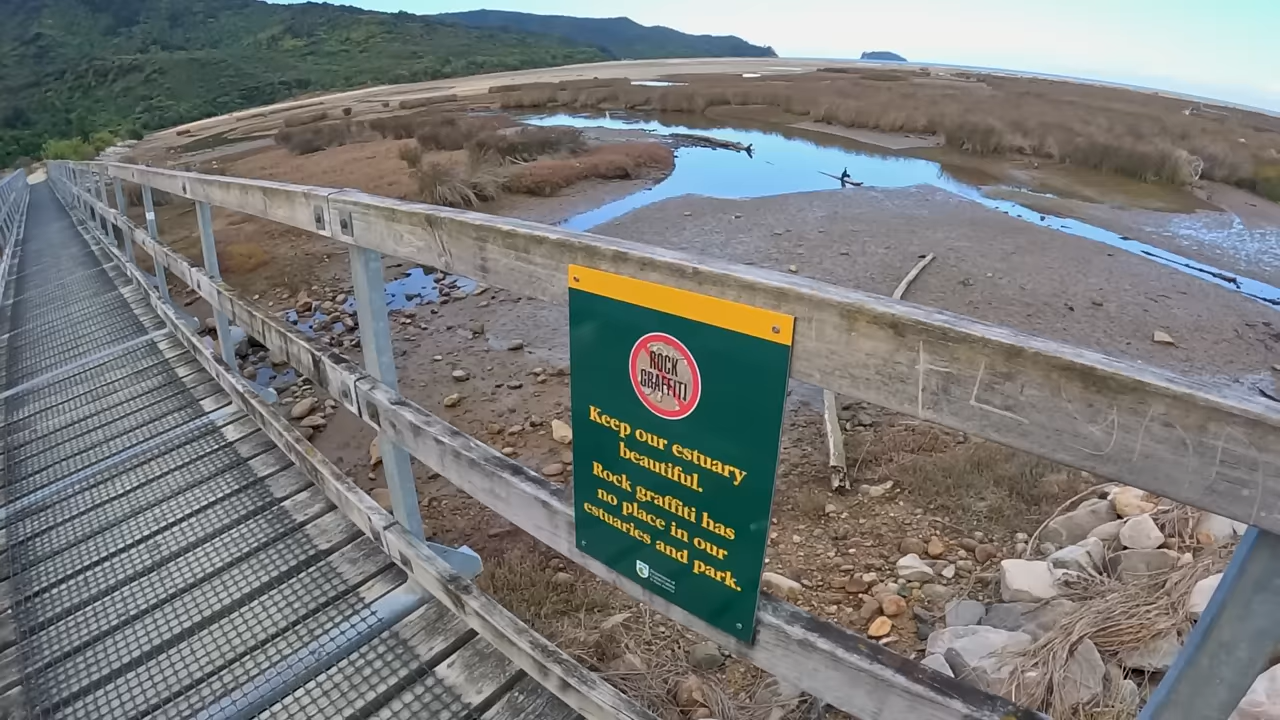 ROCK
GRAFFITI
Keep our estuary
beautiful.
Rock graffiti has
no place in our
estuaries and park.